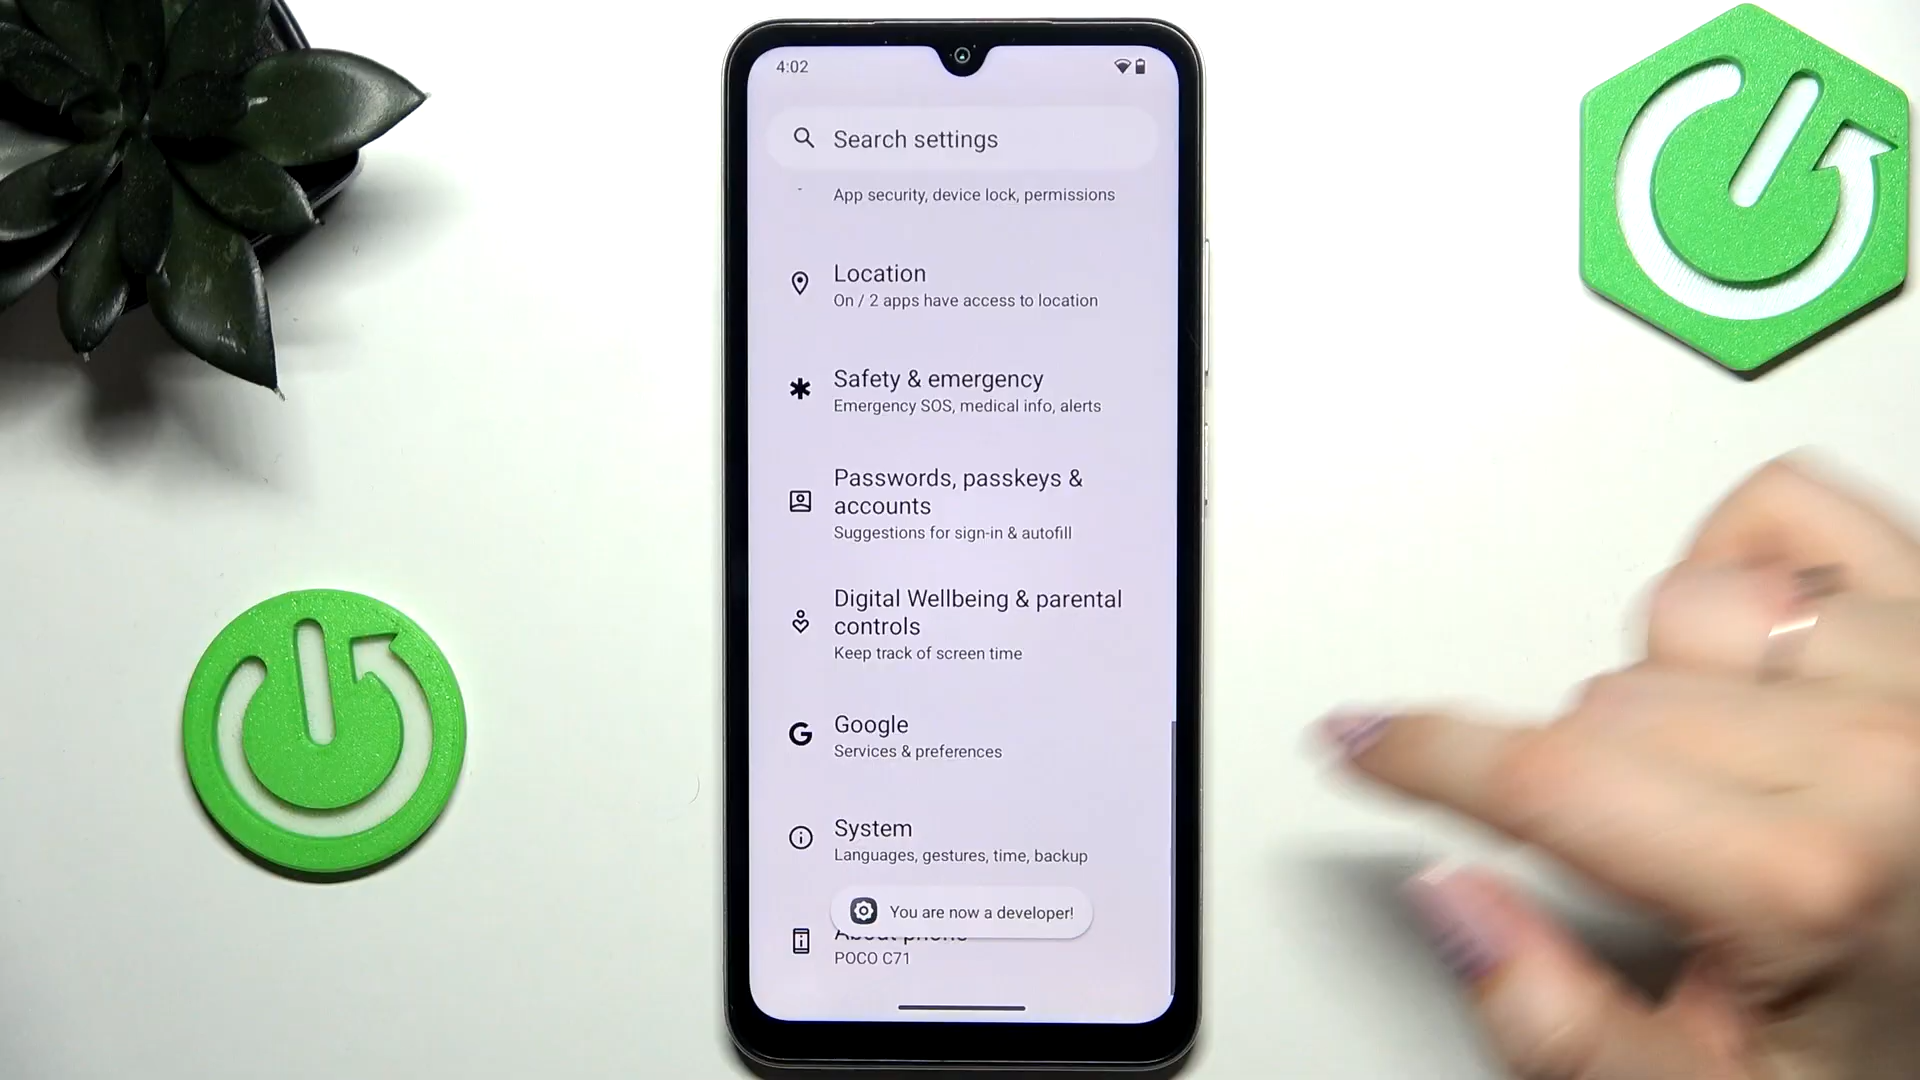 4:02
Search settings
App security, device lock, permissions
Location
On / 2 apps have access to location
Safety & emergency
Emergency SOS, medical info, alerts
Passwords, passkeys &
accounts
Suggestions for sign-in & autofill
Digital Wellbeing & parental
controls
Keep track of screen time
Google
Services & preferences
System
Languages, gestures, time, backup
You are now a developer!
About phone
POCO C71